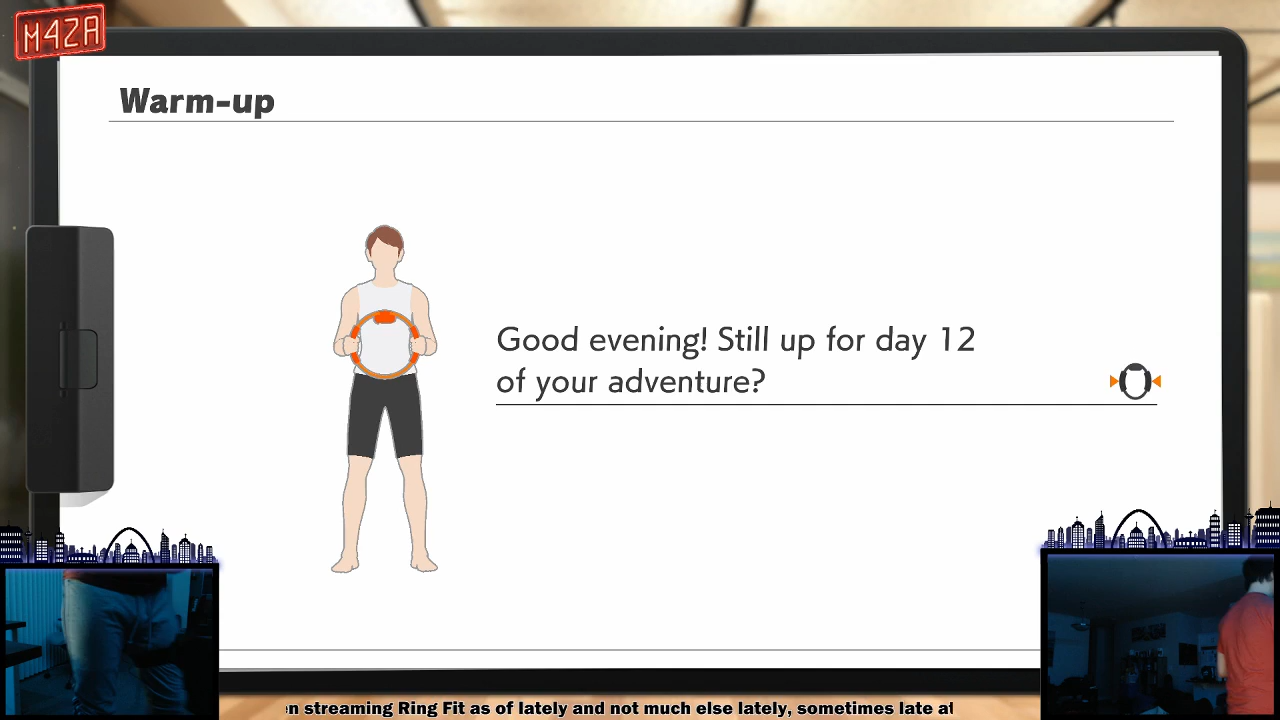 M4ZA
Warm-up
Good evening! Still up for day 12
of your adventure?
streaming Ring Fit as of lately and not much else lately, sometimes late